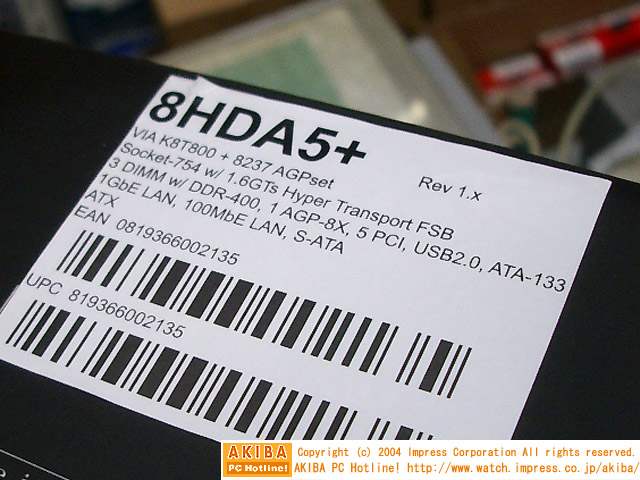 8HDA5+
Rev 1.x
VIA K8T800 + 8237 AGPset
Socket-754 w/ 1.6GTs Hyper Transport FSB
3 DIMM w/ DDR-400, 1 AGP-8X, 5 PCI, USB2.0, ATA-133
1GbE LAN, 100MbE LAN, S-ATA
ATX
EAN 0819366002135
UPC 819366002135
AKIBA
PC Hotline!
Copyright (c) 2004 Impress Corporation All rights reserved.
AKIBA PC Hotline! http://www.watch.impress.co.jp/akiba/